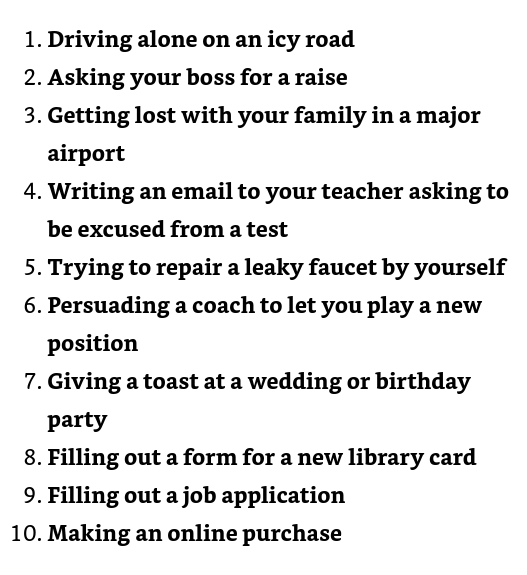 1. Driving alone on an icy road
2. Asking your boss for a raise
3. Getting lost with your family in a major
airport
4. Writing an email to your teacher asking to
be excused from a test
5. Trying to repair a leaky faucet by yourself
6. Persuading a coach to let you play a new
position
7. Giving a toast at a wedding or birthday
party
8. Filling out a form for a new library card
9. Filling out a job application
10. Making an online purchase